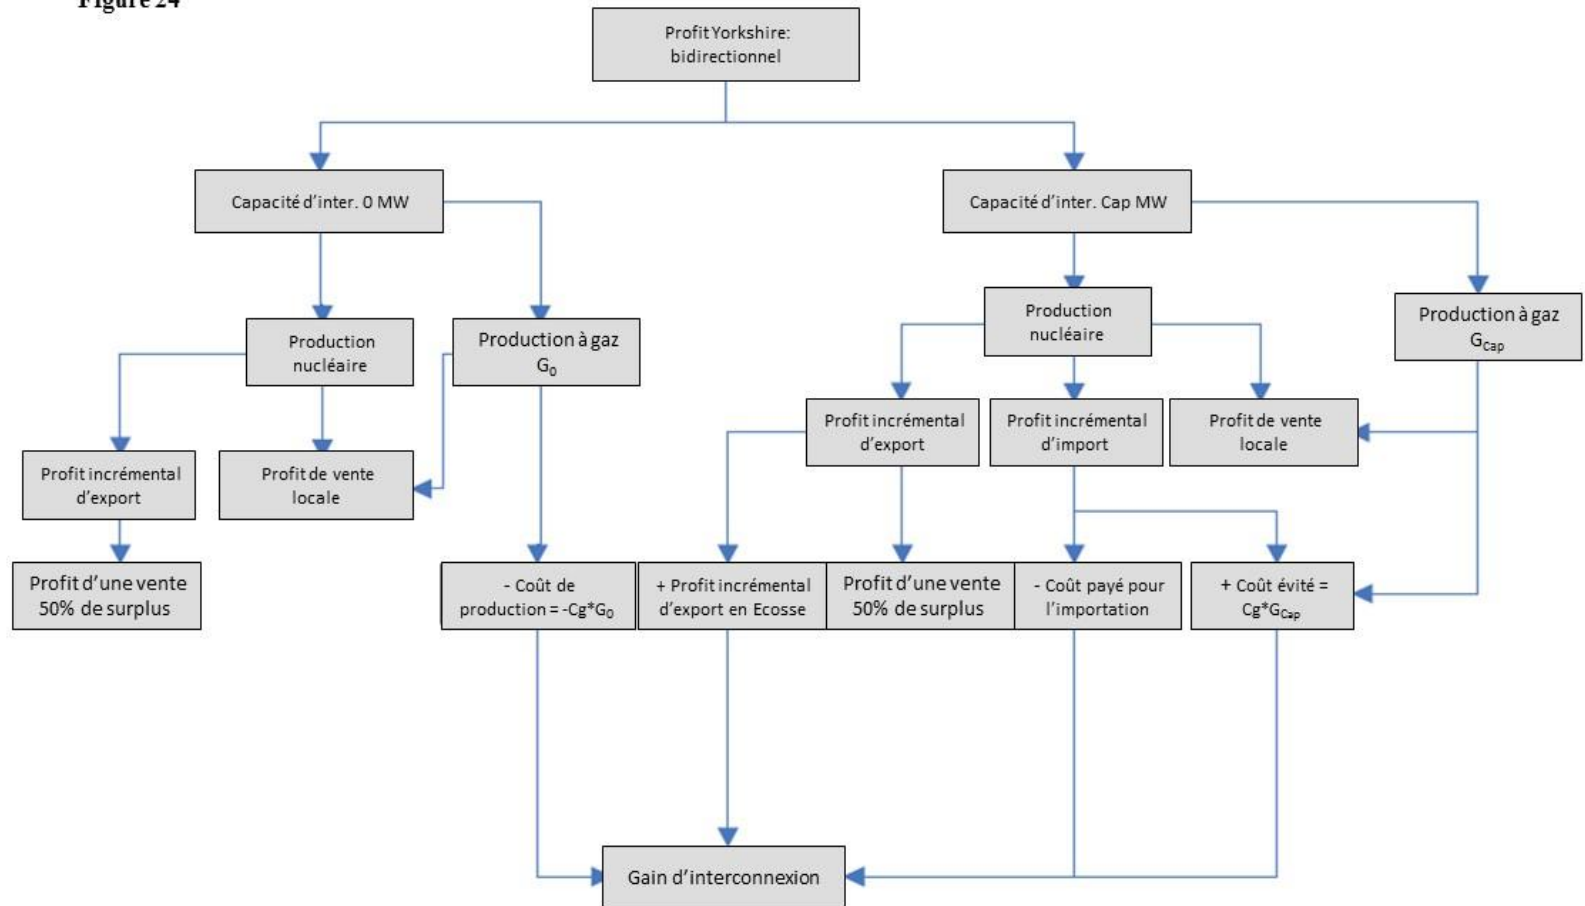 Figure 24
Profit Yorkshire:
bidirectionnel
Capacité d'inter. 0 MW
Capacité d'inter. Cap MW
Production
nucléaire
Production à gaz
G0
Production
nucléaire
Production à gaz
GCap
Profit incrémental
d'export
Profit de vente
locale
Profit incrémental
d'export
Profit incrémental
d'import
Profit de vente
locale
Profit d'une vente
50% de surplus
- Coût de
production = -Cg*G0
+ Profit incrémental
d'export en Ecosse
Profit d'une vente
50% de surplus
- Coût payé pour
l'importation
+ Coût évité =
Cg*GCap
Gain d'interconnexion